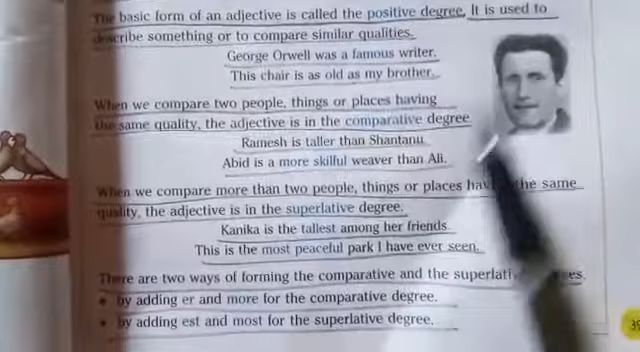 The basic form of an adjective is called the positive degree. It is used to
describe something or to compare similar qualities.
George Orwell was a famous writer.
This chair is as old as my brother.
When we compare two people, things or places having
the same quality, the adjective is in the comparative degree
Ramesh is taller than Shantanu
Abid is a more skilful weaver than Ali.
When we compare more than two people, things or places the same
quality, the adjective is in the superlative degree.
Kanika is the tallest among her friends.
This is the most peaceful park I have ever seen.
There are two ways of forming the comparative and the
• by adding er and more for the comparative degree.
• by adding est and most for the superlative degree.